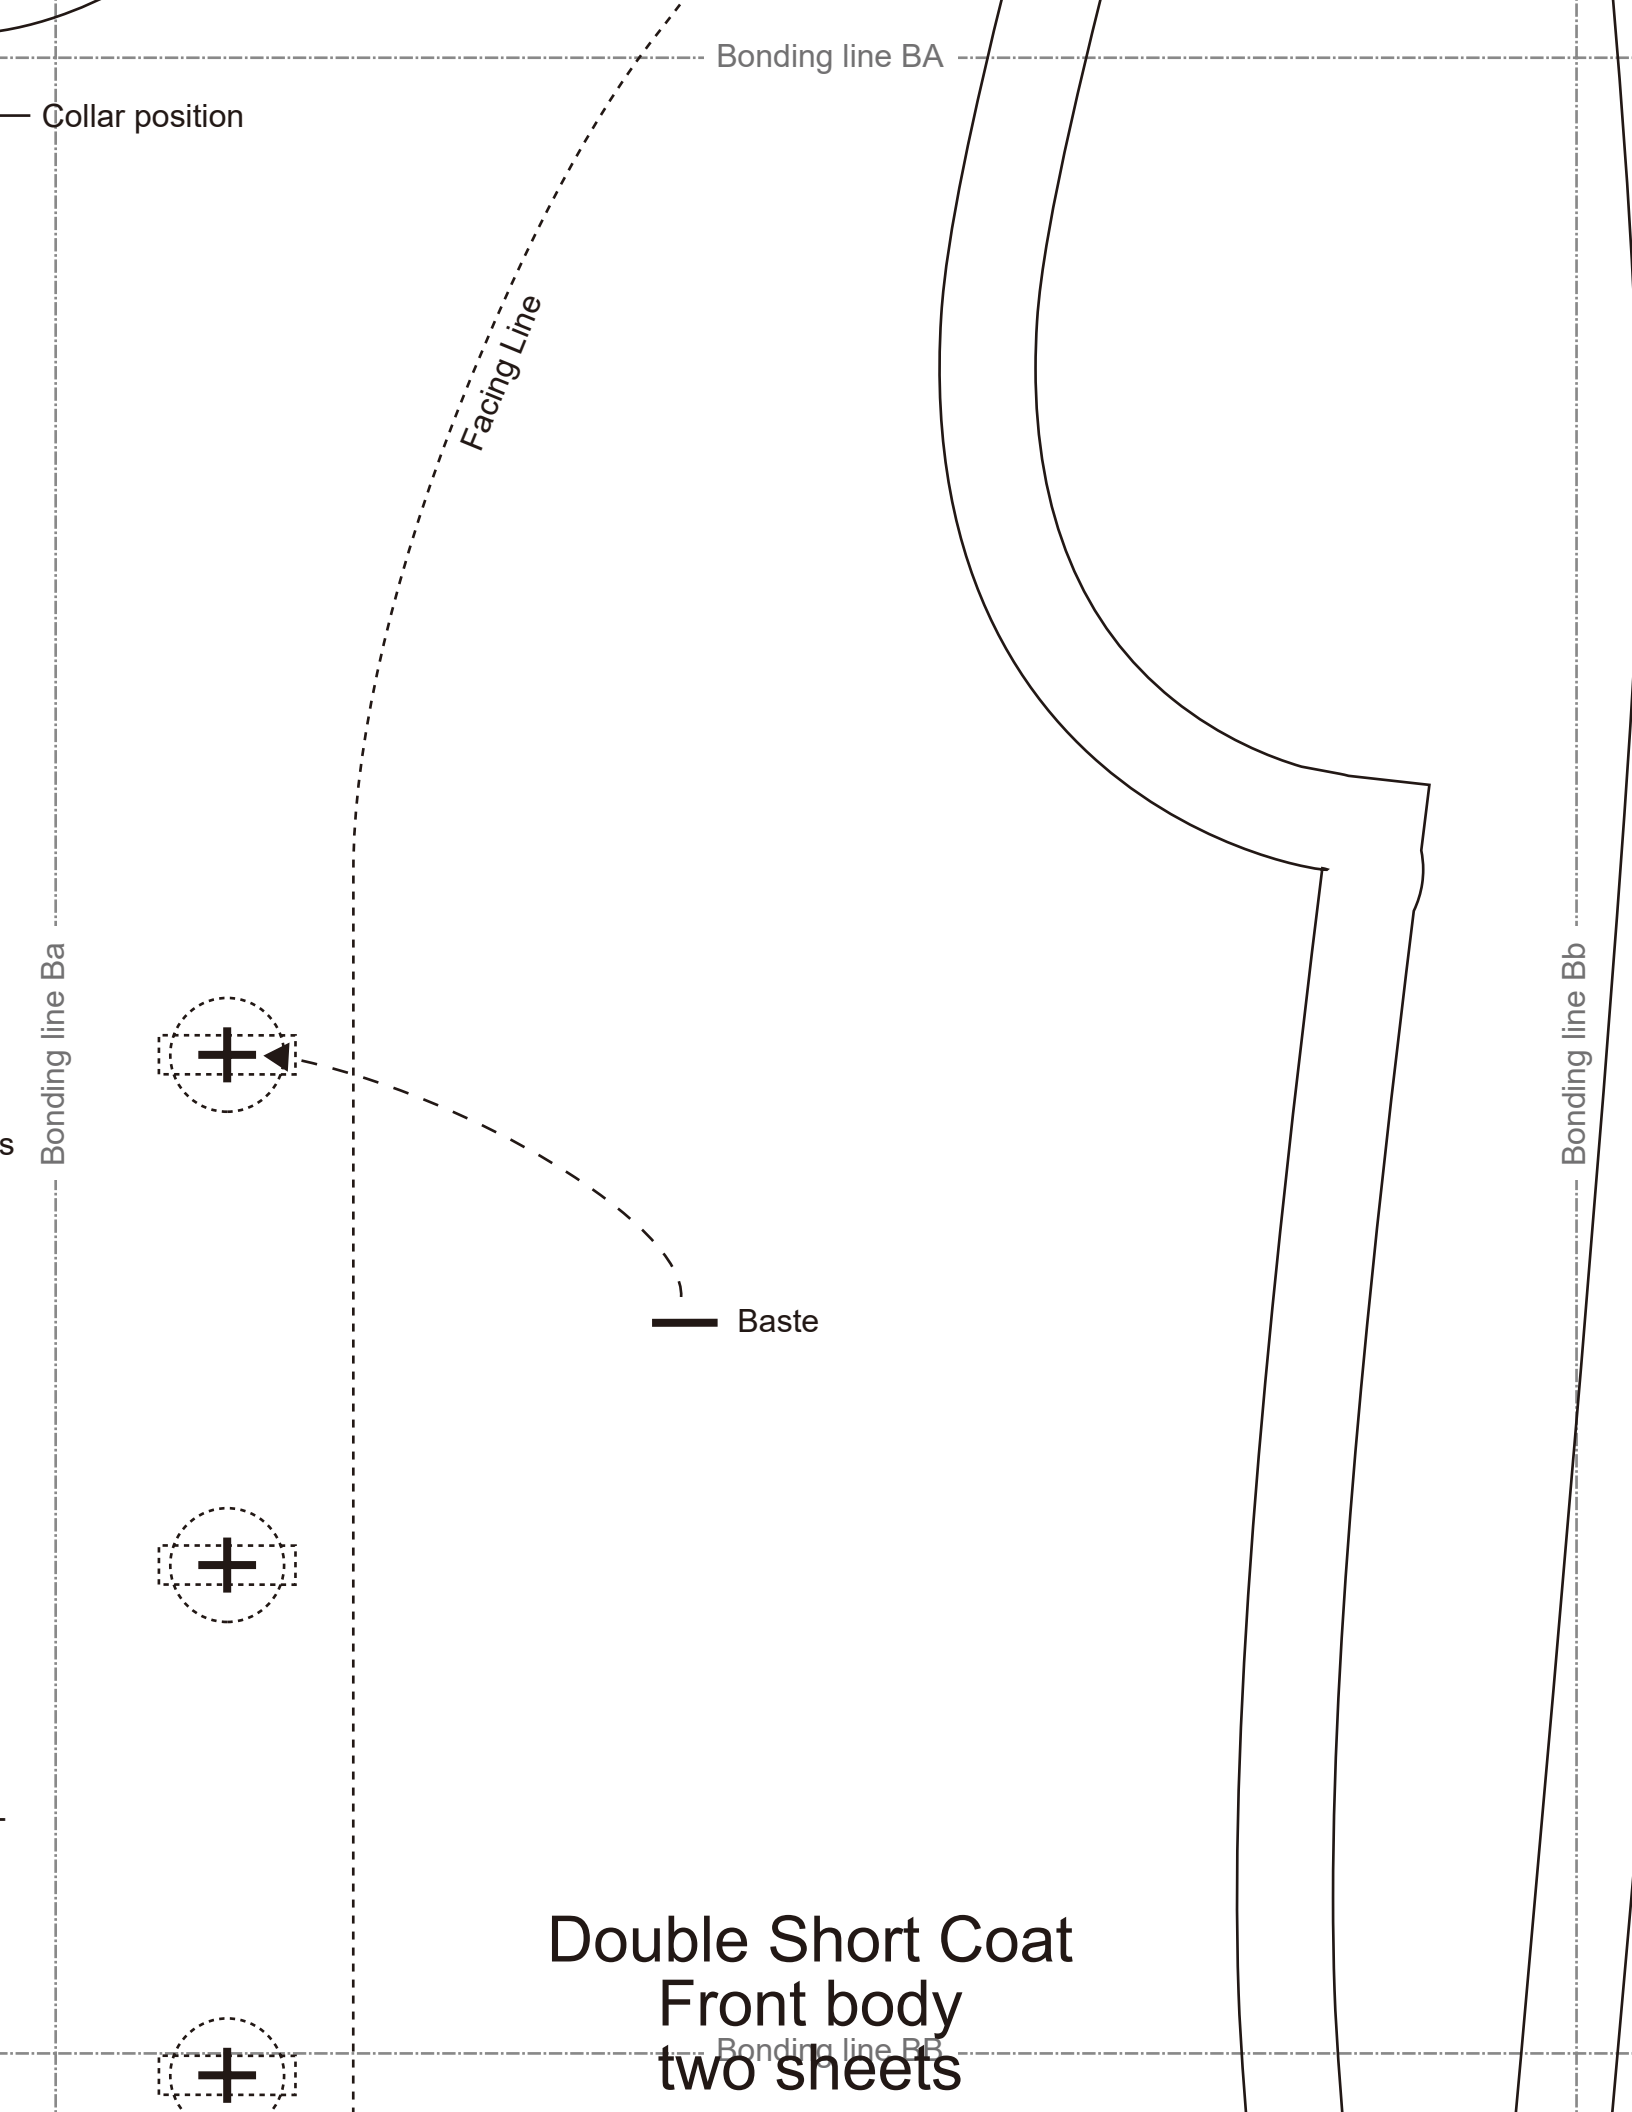 Bonding line BA
Collar position
Facing Line
Bonding line Ba
Bonding line Bb
s
Baste
Double Short Coat
Front body
Bonding line BB
two sheets